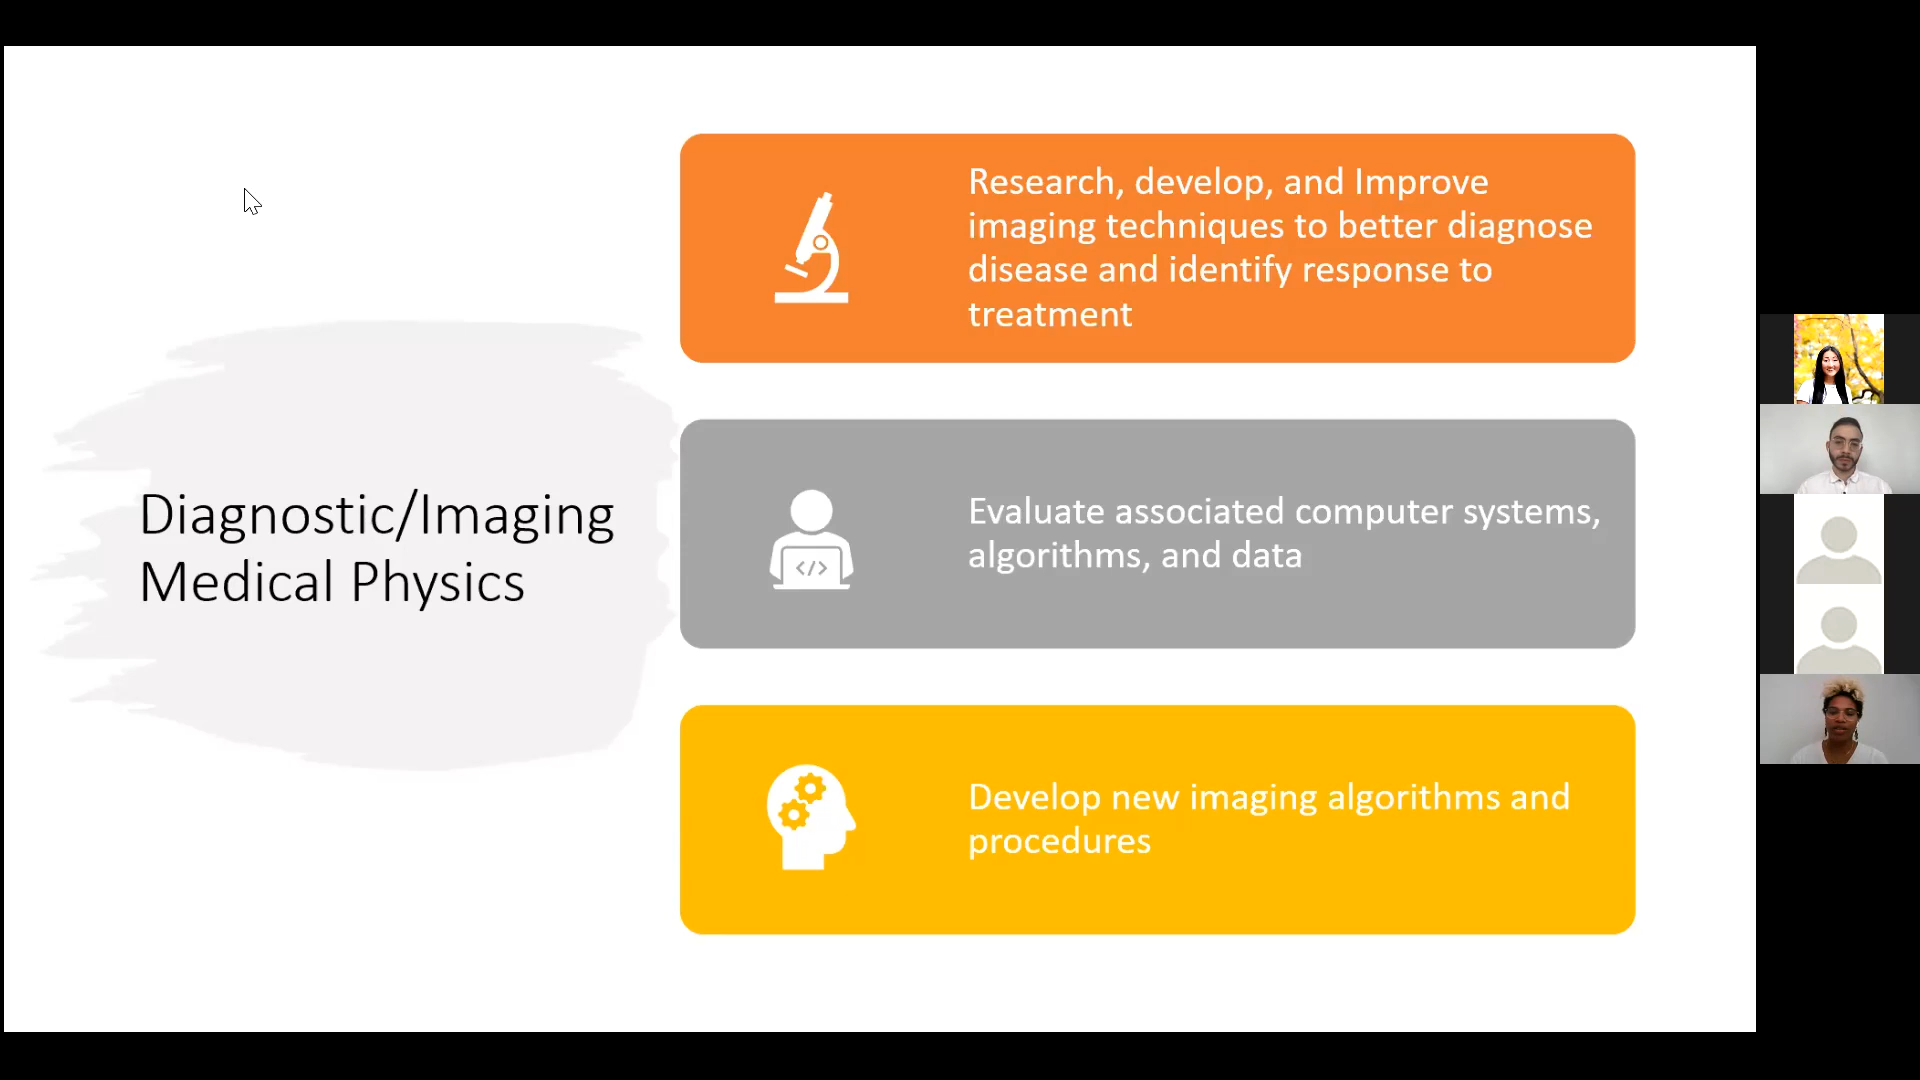 Diagnostic/Imaging
Medical Physics
Research, develop, and Improve
imaging techniques to better diagnose
disease and identify response to
treatment
</>
Evaluate associated computer systems,
algorithms, and data
Develop new imaging algorithms and
procedures